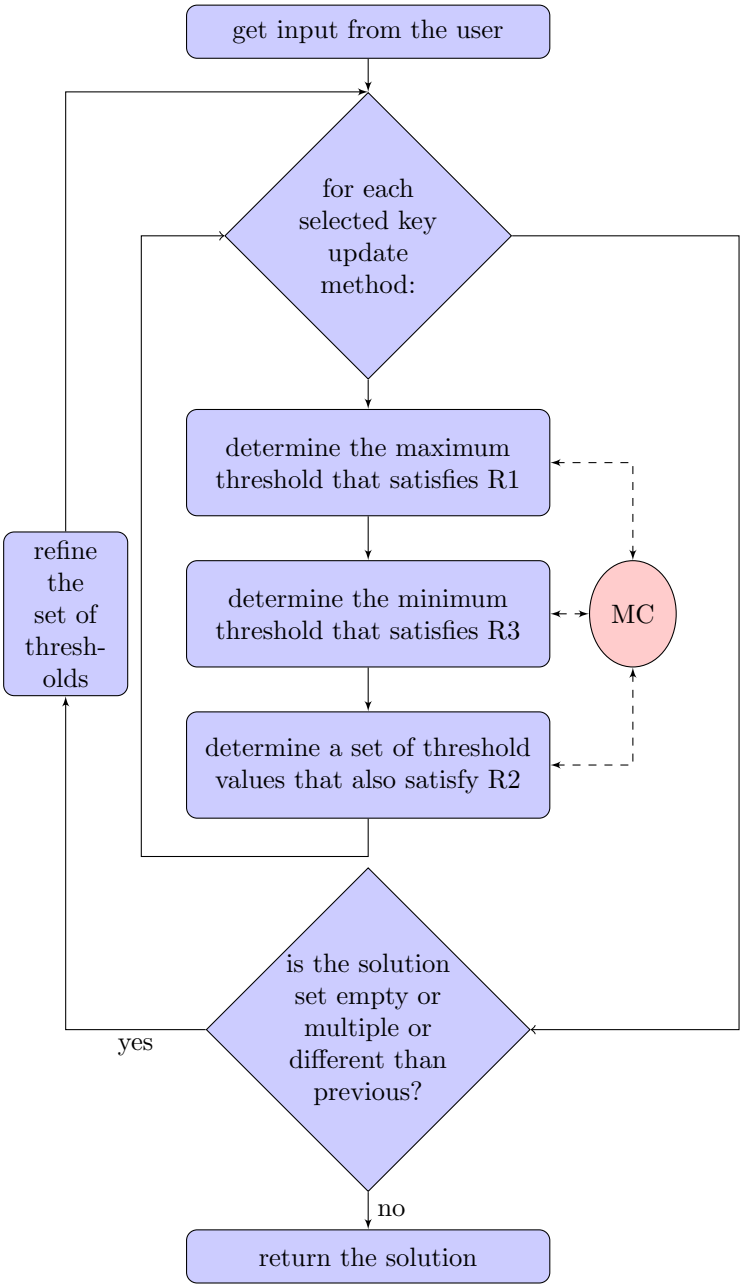 get input from the user
for each
selected key
update
method:
determine the maximum
threshold that satisfies R1
refine
the
set of
thresh-
olds
determine the minimum
threshold that satisfies R3
MC
determine a set of threshold
values that also satisfy R2
is the solution
set empty or
multiple or
different than
previous?
yes
no
return the solution